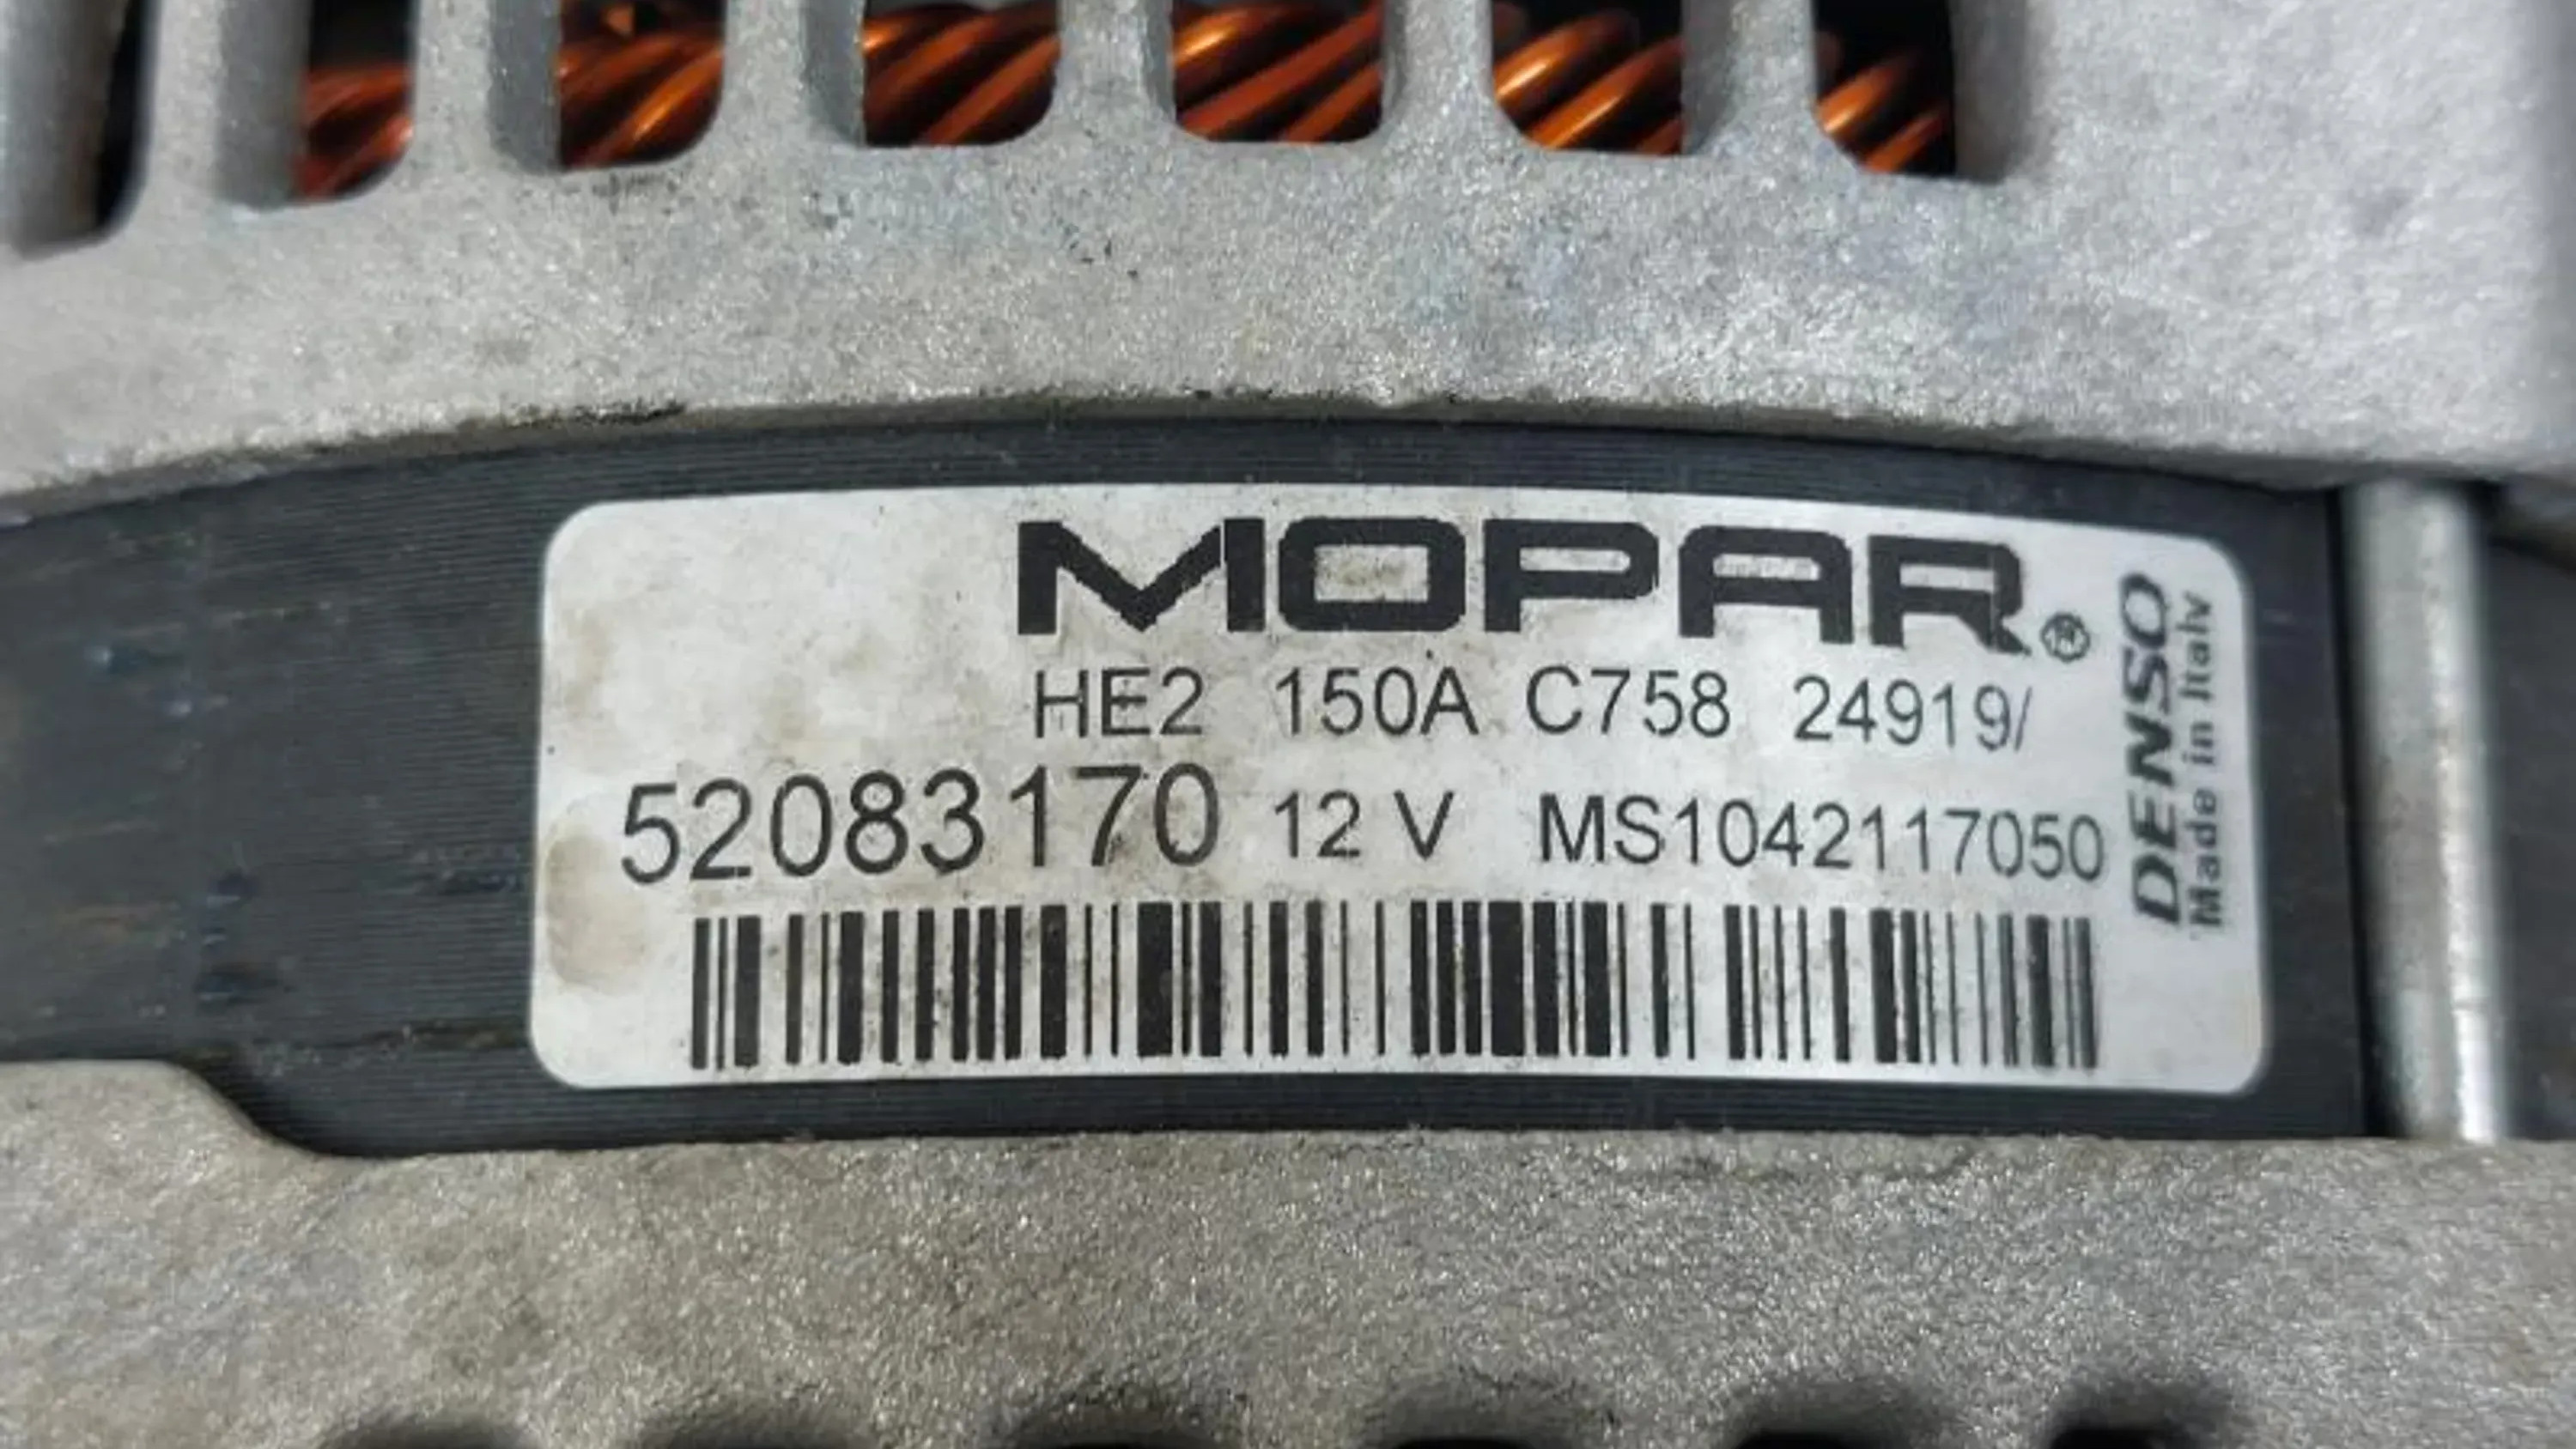 MOPAR®
HE2 150A C758 24919/
52083170 12 V MS1042117050
DENSO
Made in Italy